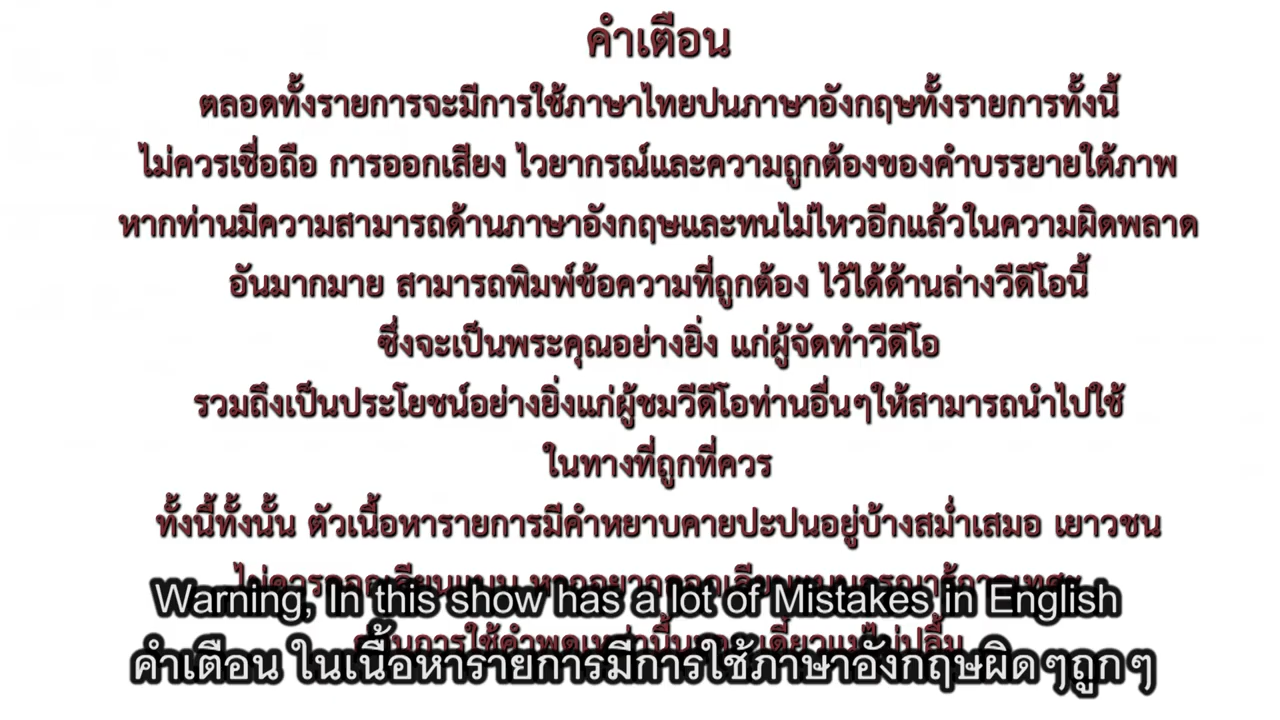 คำเตือน
ตลอดทั้งรายการจะมีการใช้ภาษาไทยปนภาษาอังกฤษทั้งรายการทั้งนี้
ไม่ควรเชื่อถือ การออกเสียง ไวยากรณ์และความถูกต้องของคำบรรยายใต้ภาพ
หากท่านมีความสามารถด้านภาษาอังกฤษและทนไม่ไหวอีกแล้วในความผิดพลาด
อันมากมาย สามารถพิมพ์ข้อความที่ถูกต้อง ไว้ได้ด้านล่างวีดีโอนี้
ซึ่งจะเป็นพระคุณอย่างยิ่ง แก่ผู้จัดทำวีดีโอ
รวมถึงเป็นประโยชน์อย่างยิ่งแก่ผู้ชมวีดีโอท่านอื่นๆให้สามารถนำไปใช้
ในทางที่ถูกที่ควร
ทั้งนี้ทั้งนั้น ตัวเนื้อหารายการมีคำหยาบคายปะปนอยู่บ้างสม่ำเสมอ เยาวชน
Warning, In this show has a lot of Mistakes in English
คำเตือน ในเนื้อหารายการมีการใช้ภาษาอังกฤษผิดๆถูกๆ